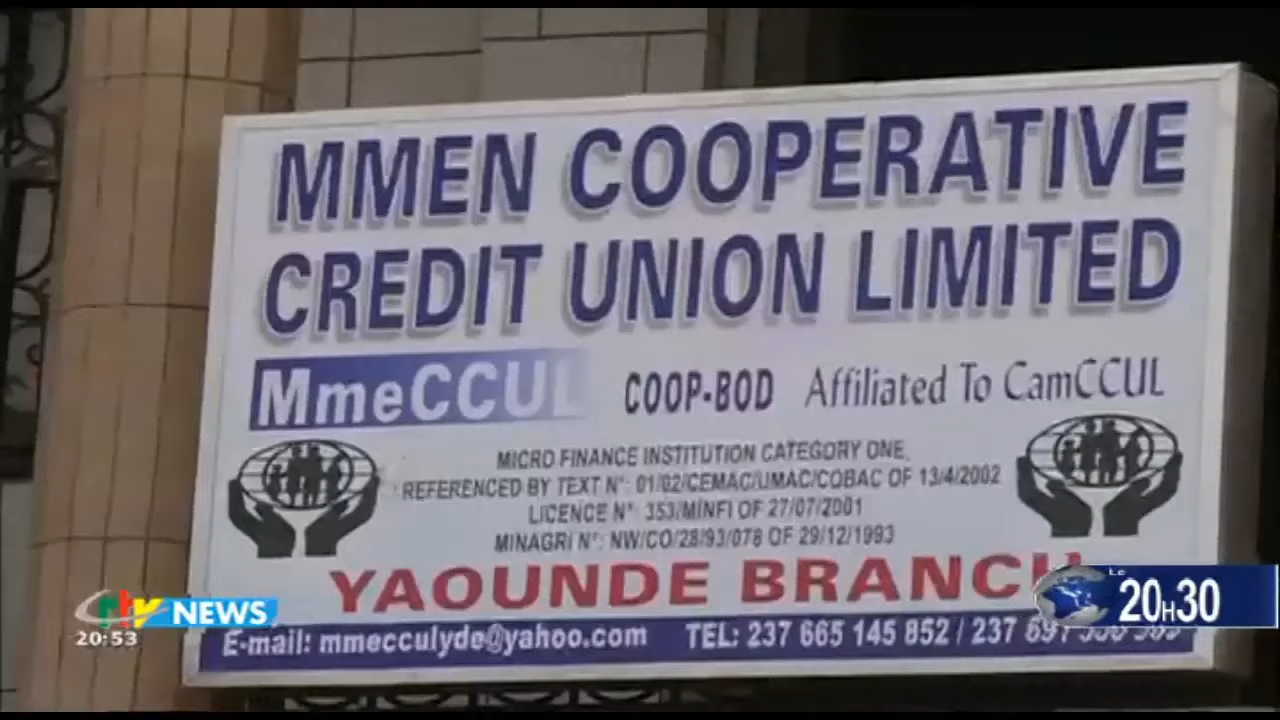 MMEN COOPERATIVE
CREDIT UNION LIMITED
MmeCCUL COOP-BOD Affiliated To CamCCUL
MICRO FINANCE INSTITUTION CATEGORY ONE,
REFERENCED BY TEXT N°: 01/02/CEMAC/UMAC/COBAC OF 13/4/2002
LICENCE N°: 353/MINFI OF 27/07/2001
MINAGRI N°: NW/CO/28/93/078 OF 29/12/1993
YAOUNDE BRANCH
E-mail: mmecculyde@yahoo.com TEL: 237 665 145 852 / 237
NEWS
20:53
Le
20H30